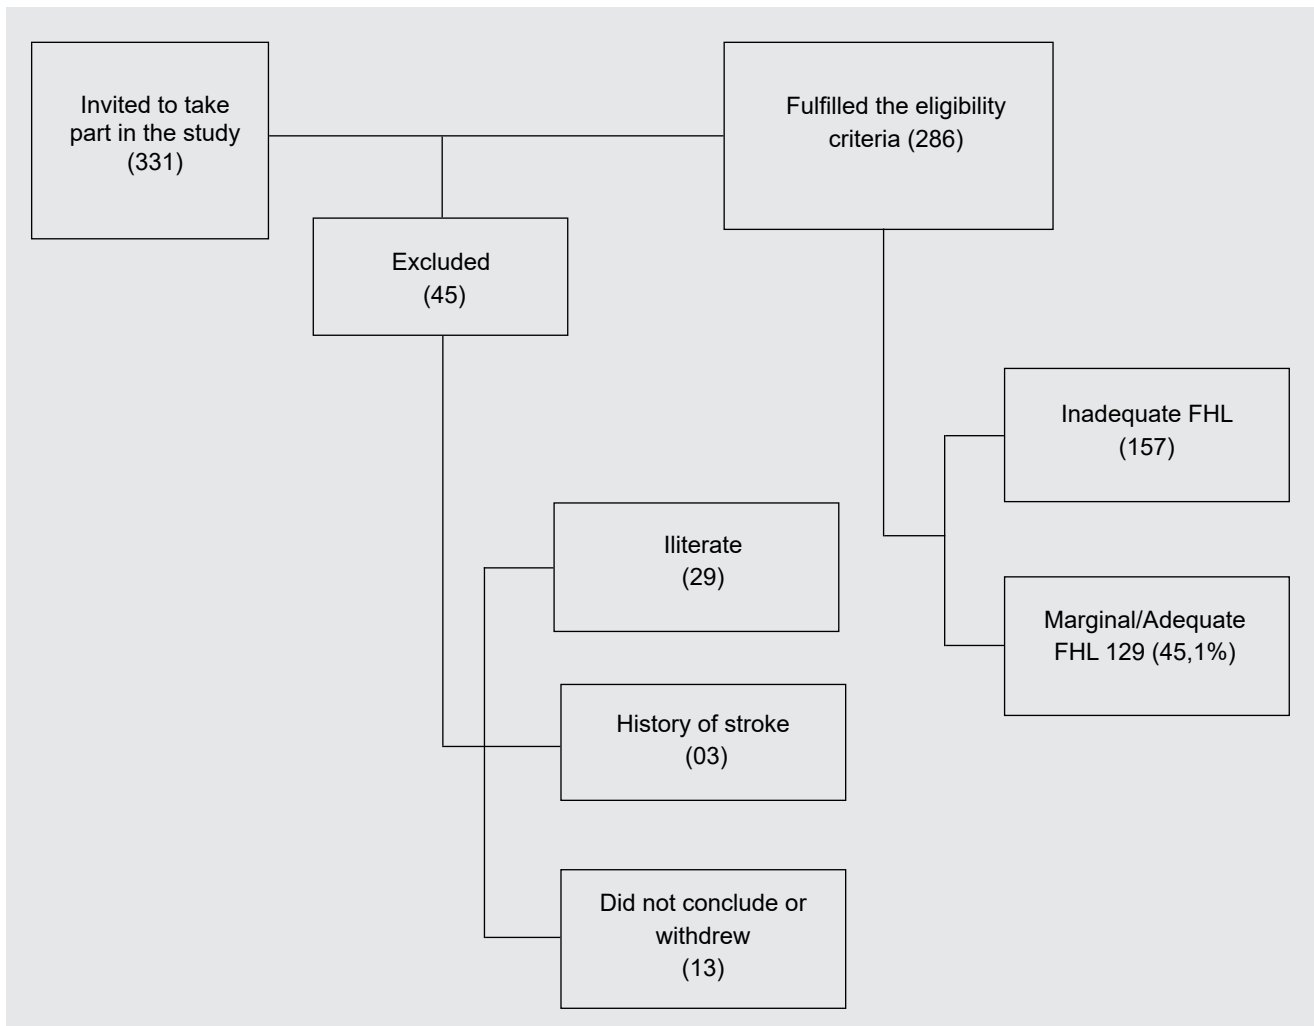 Invited to take
part in the study
(331)
Fulfilled the eligibility
criteria (286)
Excluded
(45)
Inadequate FHL
(157)
Iliterate
(29)
Marginal/Adequate
FHL 129 (45,1%)
History of stroke
(03)
Did not conclude or
withdrew
(13)